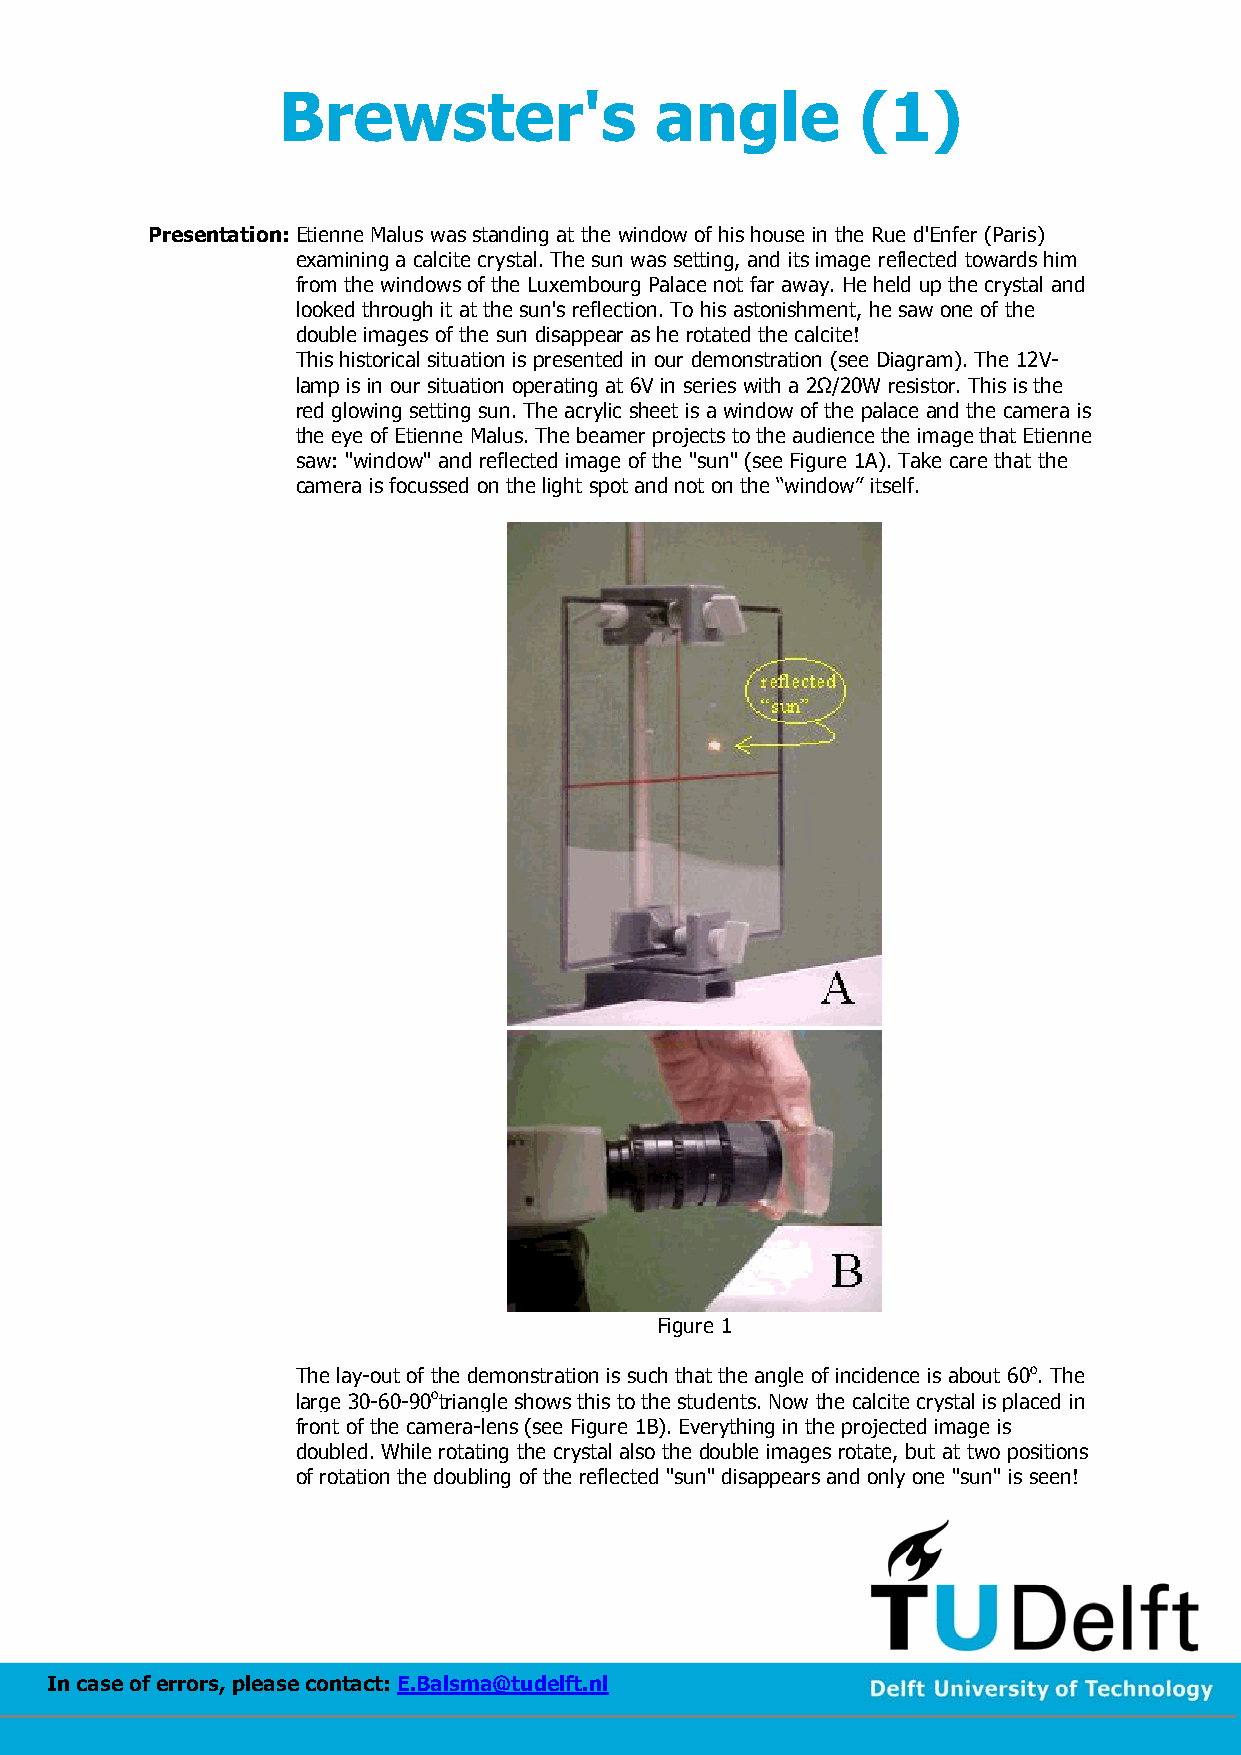 Brewster's angle (1)
Presentation: Etienne Malus was standing at the window of his house in the Rue d'Enfer (Paris)
examining a calcite crystal. The sun was setting, and its image reflected towards him
from the windows of the Luxembourg Palace not far away. He held up the crystal and
looked through it at the sun's reflection. To his astonishment, he saw one of the
double images of the sun disappear as he rotated the calcite!
This historical situation is presented in our demonstration (see Diagram). The 12V-
lamp is in our situation operating at 6V in series with a 2Ω/20W resistor. This is the
red glowing setting sun. The acrylic sheet is a window of the palace and the camera is
the eye of Etienne Malus. The beamer projects to the audience the image that Etienne
saw: "window" and reflected image of the "sun" (see Figure 1A). Take care that the
camera is focussed on the light spot and not on the “window” itself.
reflected
“sun”
A
B
Figure 1
The lay-out of the demonstration is such that the angle of incidence is about 60º. The
large 30-60-90ºtriangle shows this to the students. Now the calcite crystal is placed in
front of the camera-lens (see Figure 1B). Everything in the projected image is
doubled. While rotating the crystal also the double images rotate, but at two positions
of rotation the doubling of the reflected "sun" disappears and only one "sun" is seen!
TUDelft
In case of errors, please contact: E.Balsma@tudelft.nl
Delft University of Technology